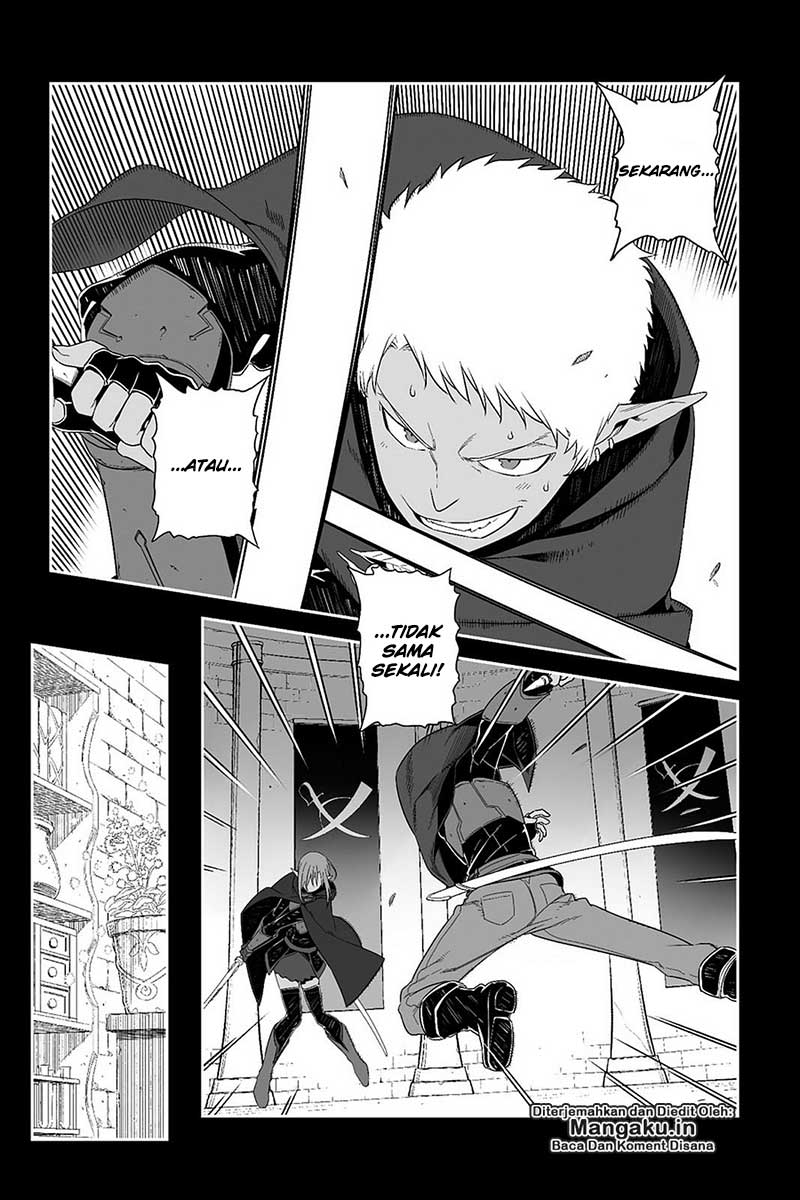 SEKARANG...
...ATAU...
...TIDAK
SAMA
SEKALI!
Diterjemahkan dan Diedit Oleh:
Mangaku.in
Baca Dan Koment Disana